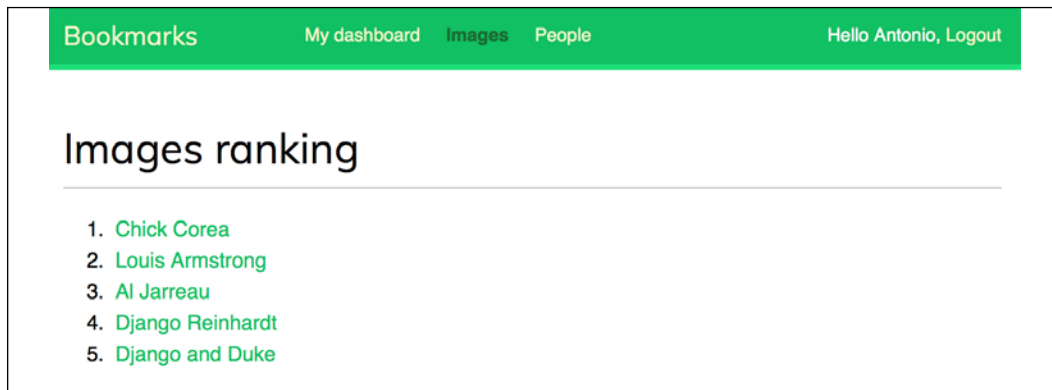 Bookmarks My dashboard Images People Hello Antonio, Logout
Images ranking
1. Chick Corea
2. Louis Armstrong
3. Al Jarreau
4. Django Reinhardt
5. Django and Duke